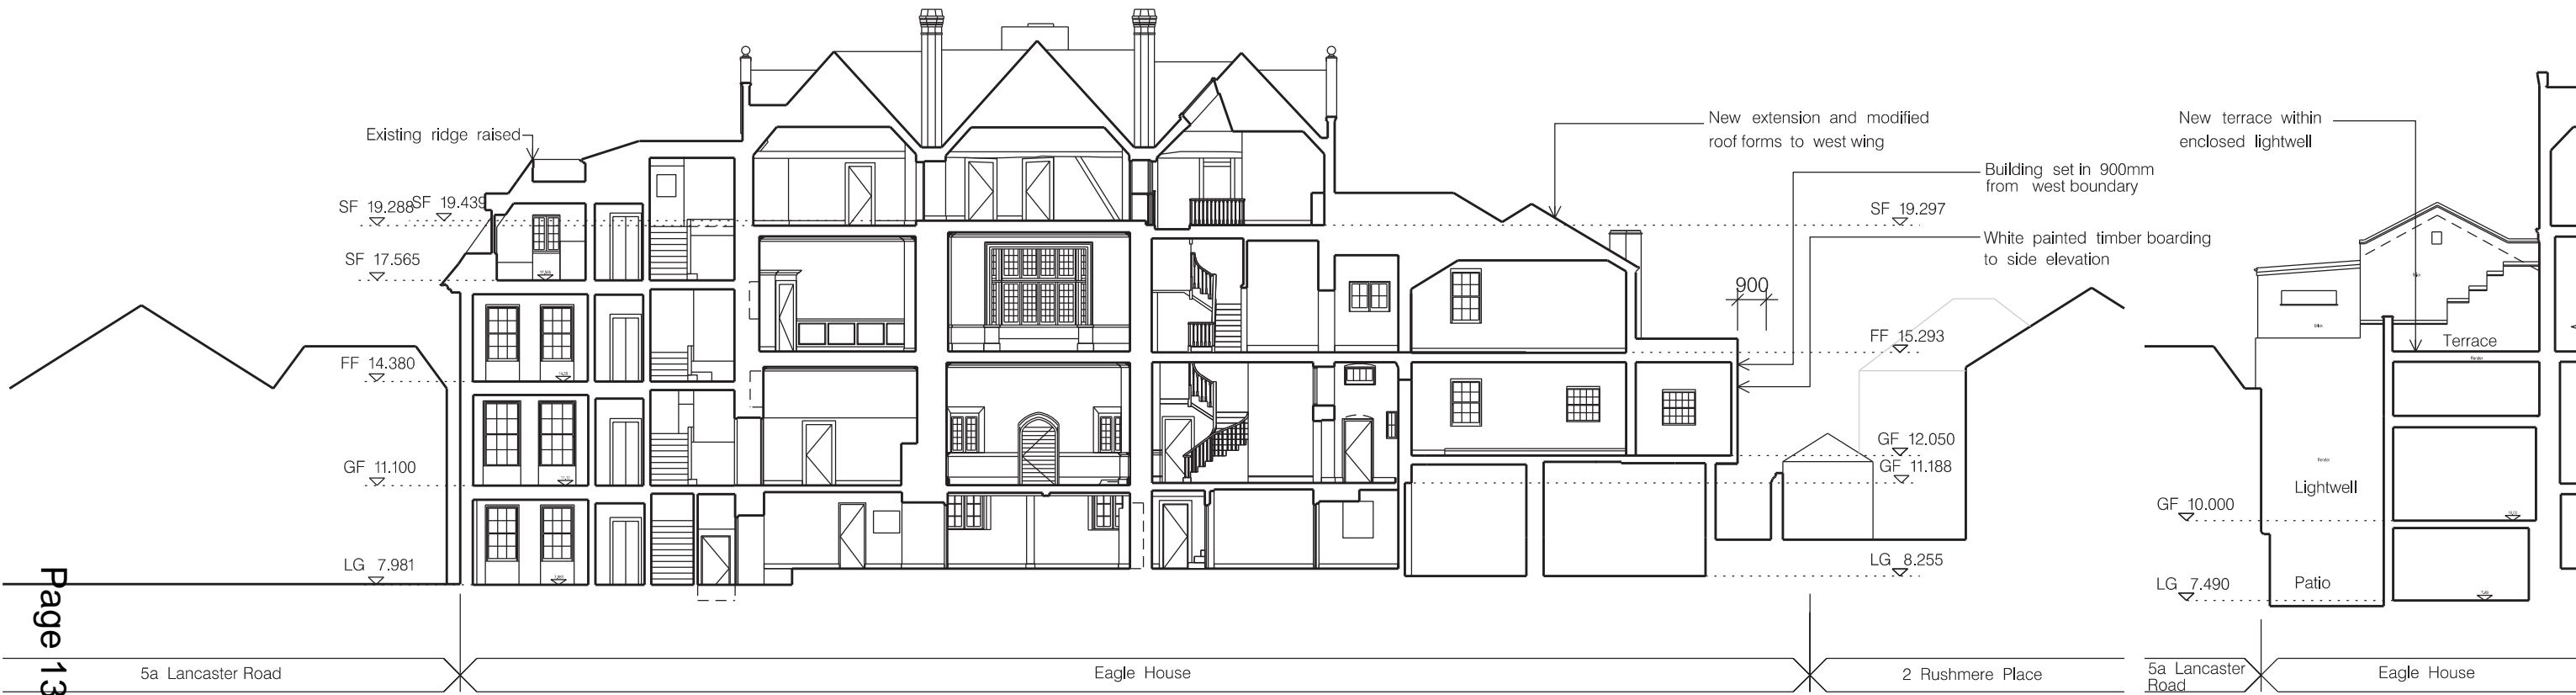 Existing ridge raised
New extension and modified
roof forms to west wing
Building set in 900mm
from west boundary
White painted timber boarding
to side elevation
New terrace within
enclosed lightwell
SF 19.288
SF 19.439
SF 17.565
FF 14.380
GF 11.100
LG 7.981
SF 19.297
900
FF 15.293
GF 12.050
GF 11.188
LG 8.255
Terrace
Lightwell
GF 10.000
LG 7.490
Patio
5a Lancaster Road
Eagle House
2 Rushmere Place
5a Lancaster
Road
Eagle House
Page 13